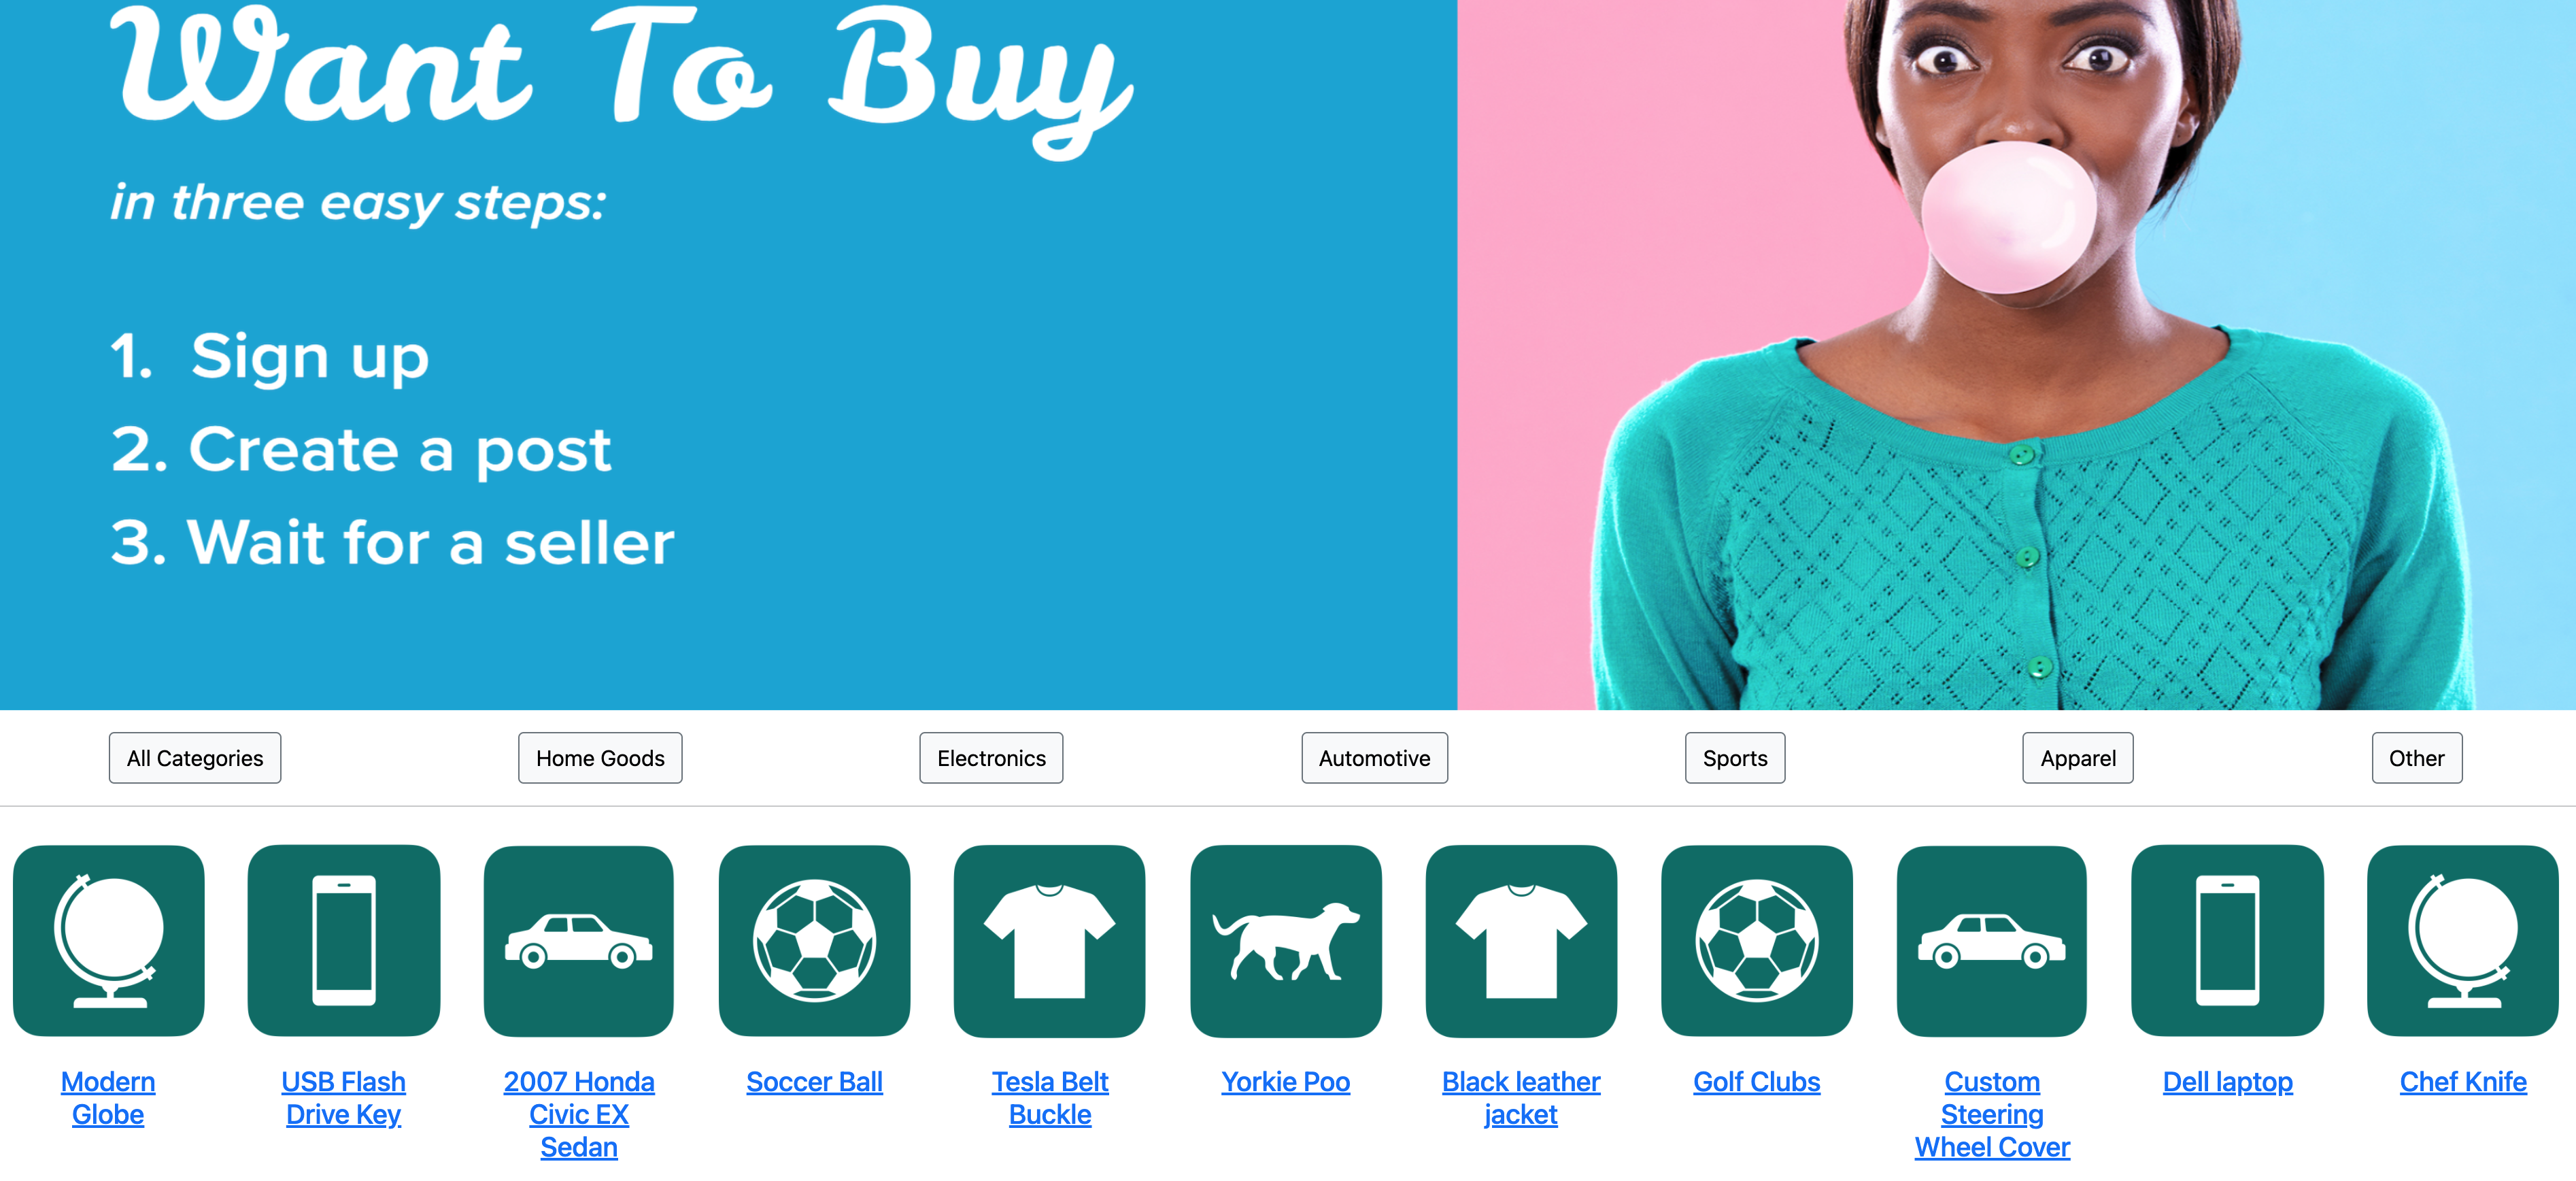 Want To Buy
in three easy steps:
1. Sign up
2. Create a post
3. Wait for a seller
All Categories
Home Goods
Electronics
Automotive
Sports
Apparel
Other
Modern
Globe
USB Flash
Drive Key
2007 Honda
Civic EX
Sedan
Soccer Ball
Tesla Belt
Buckle
Yorkie Poo
Black leather
jacket
Golf Clubs
Custom
Steering
Wheel Cover
Dell laptop
Chef Knife